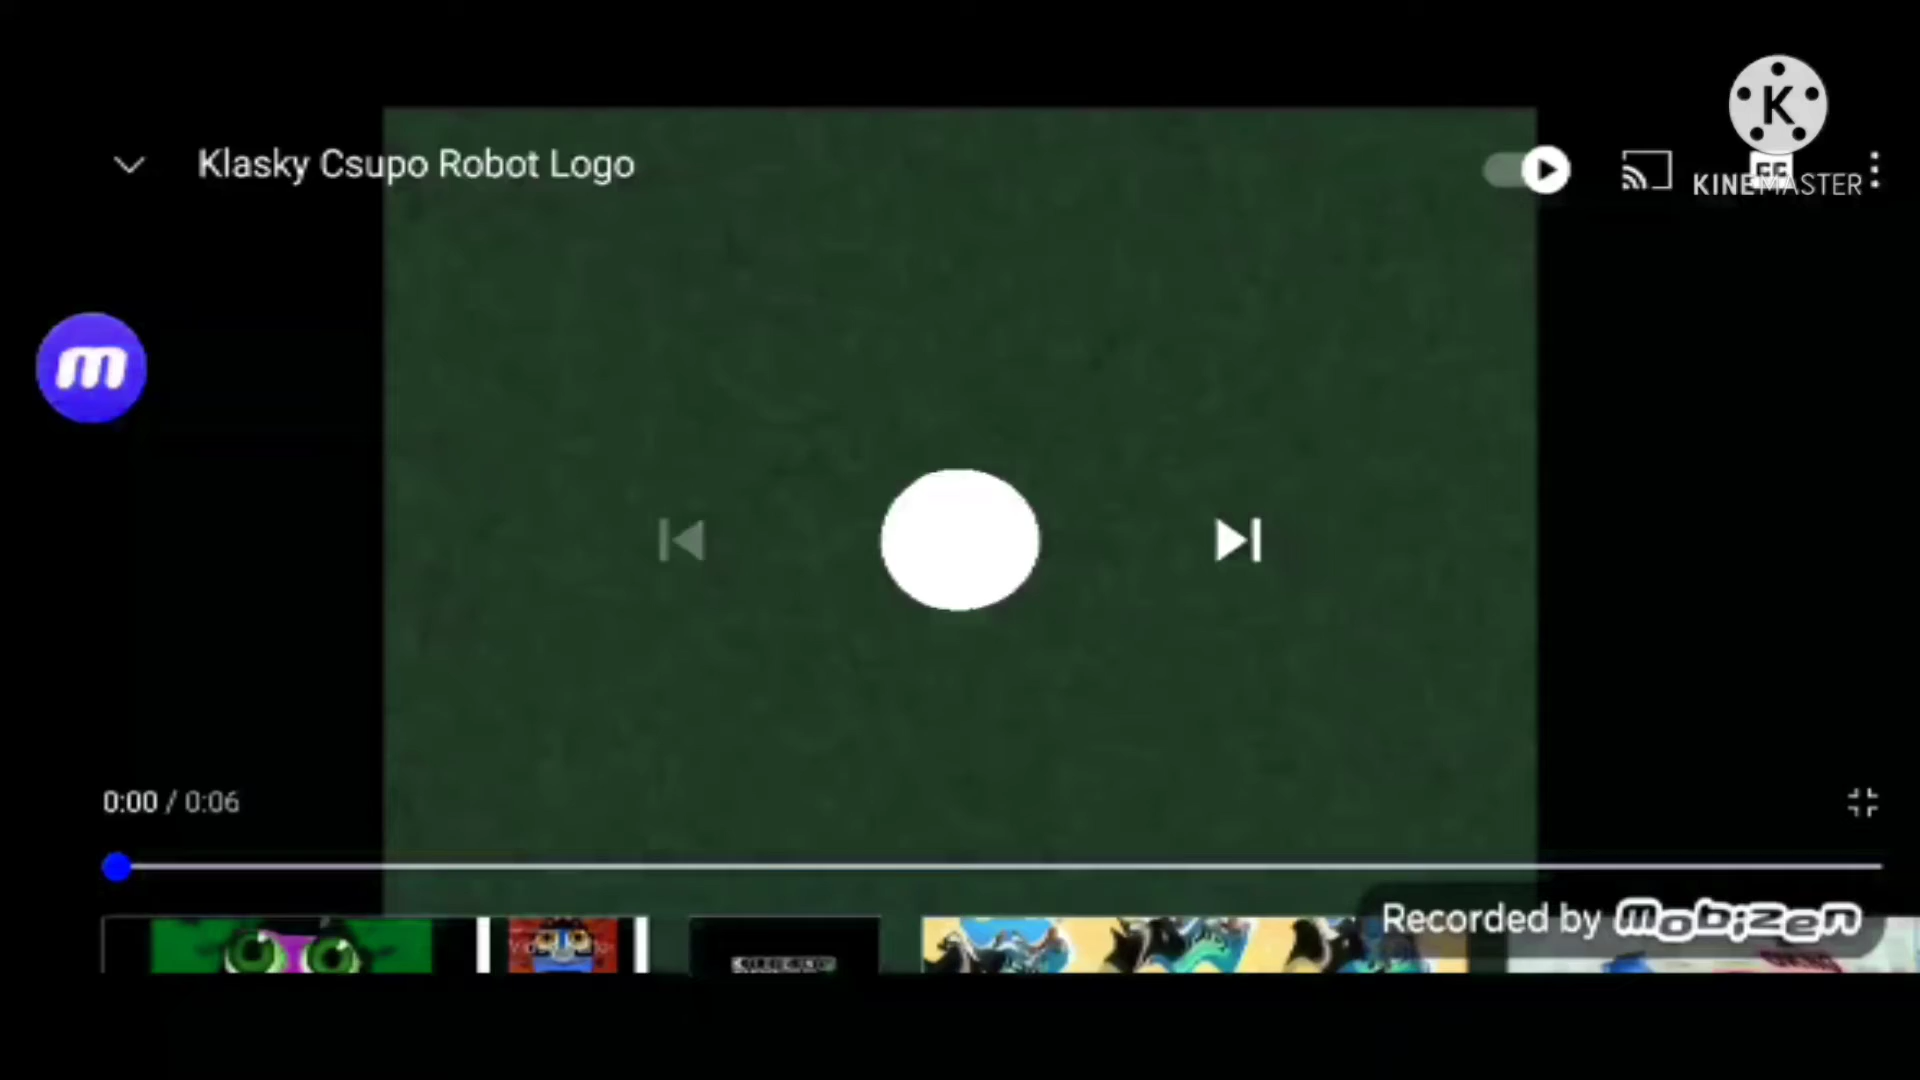 Klasky Csupo Robot Logo
K
KINEMASTER
m
0:00 / 0:06
Recorded by mobizen